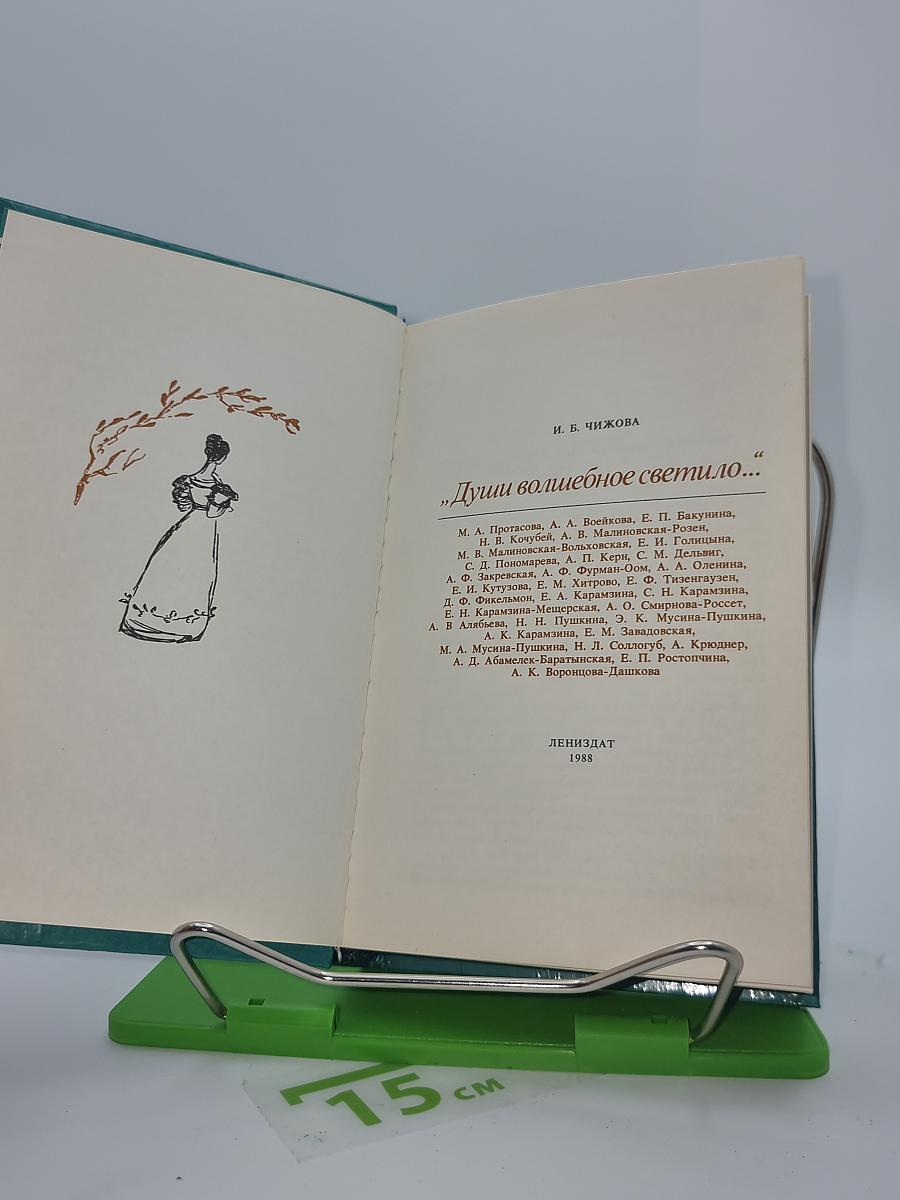 И. Б. ЧИЖОВА
„Души волшебное светило...“
М. А. Протасова, А. А. Воейкова, Е. П. Бакунина,
Н. В. Кочубей, А. В. Малиновская-Розен,
М. В. Малиновская-Вольховская, Е. И. Голицына,
С. Д. Пономарева, А. П. Керн, С. М. Дельвиг,
А. Ф. Закревская, А. Ф. Фурман-Оом, А. А. Оленина,
Е. И. Кутузова, Е. М. Хитрово, Е. Ф. Тизенгаузен,
Д. Ф. Фикельмон, Е. А. Карамзина, С. Н. Карамзина,
Е. Н. Карамзина-Мещерская, А. О. Смирнова-Россет,
А. В Алябьева, Н. Н. Пушкина, Э. К. Мусина-Пушкина,
А. К. Карамзина, Е. М. Завадовская,
М. А. Мусина-Пушкина, Н. Л. Соллогуб, А. Крюднер,
А. Д. Абамелек-Баратынская, Е. П. Ростопчина,
А. К. Воронцова-Дашкова
ЛЕНИЗДАТ
1988
15 см